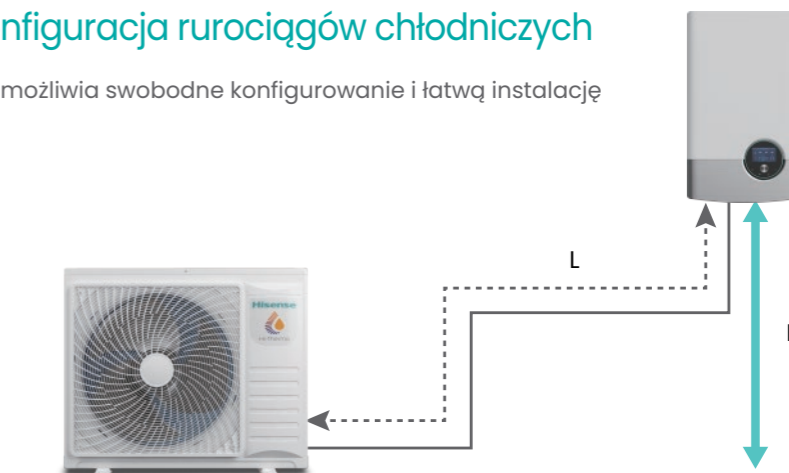 nfiguracja rurociągów chłodniczych
możliwia swobodne konfigurowanie i łatwą instalację
L
Hisense